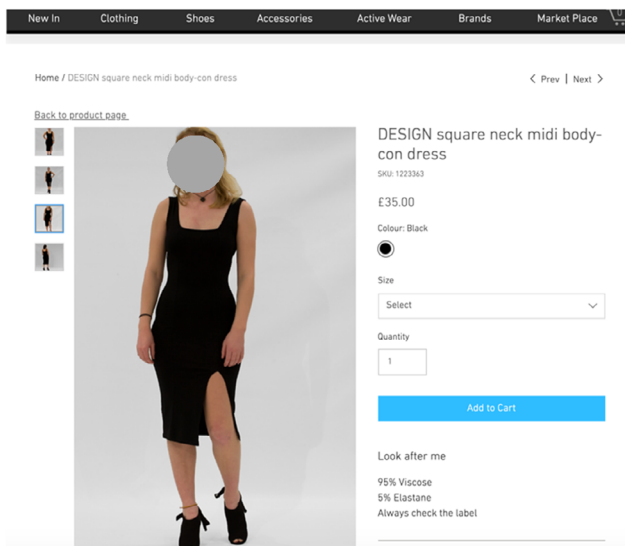 New In Clothing Shoes Accessories Active Wear Brands Market Place 0
Home / DESIGN square neck midi body-con dress
Prev | Next
Back to product page
DESIGN square neck midi body-
con dress
SKU: 1223363
£35.00
Colour: Black
Size
Select
Quantity
1
Add to Cart
Look after me
95% Viscose
5% Elastane
Always check the label